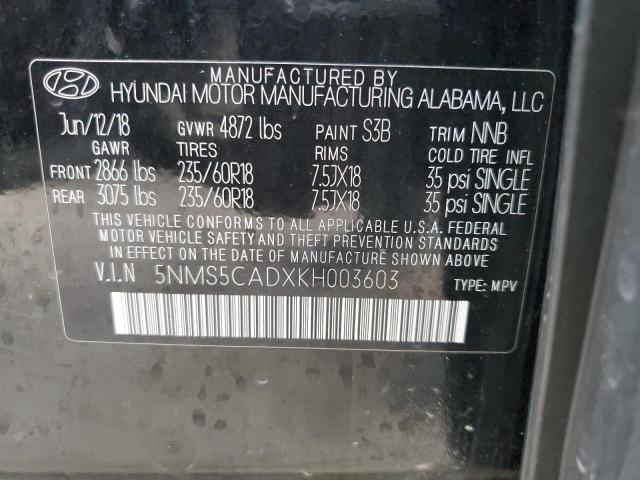 MANUFACTURED BY
HYUNDAI MOTOR MANUFACTURING ALABAMA, LLC
Jun/12/18 GVWR 4872 lbs PAINT S3B TRIM NNB
GAWR TIRES RIMS COLD TIRE INFL
FRONT 2866 lbs 235/60R18 7.5JX18 35 psi SINGLE
REAR 3075 lbs 235/60R18 7.5JX18 35 psi SINGLE
THIS VEHICLE CONFORMS TO ALL APPLICABLE U.S.A. FEDERAL
MOTOR VEHICLE SAFETY AND THEFT PREVENTION STANDARDS
IN EFFECT ON THE DATE OF MANUFACTURE SHOWN ABOVE.
V.I.N 5NMS5CADXKH003603 TYPE: MPV